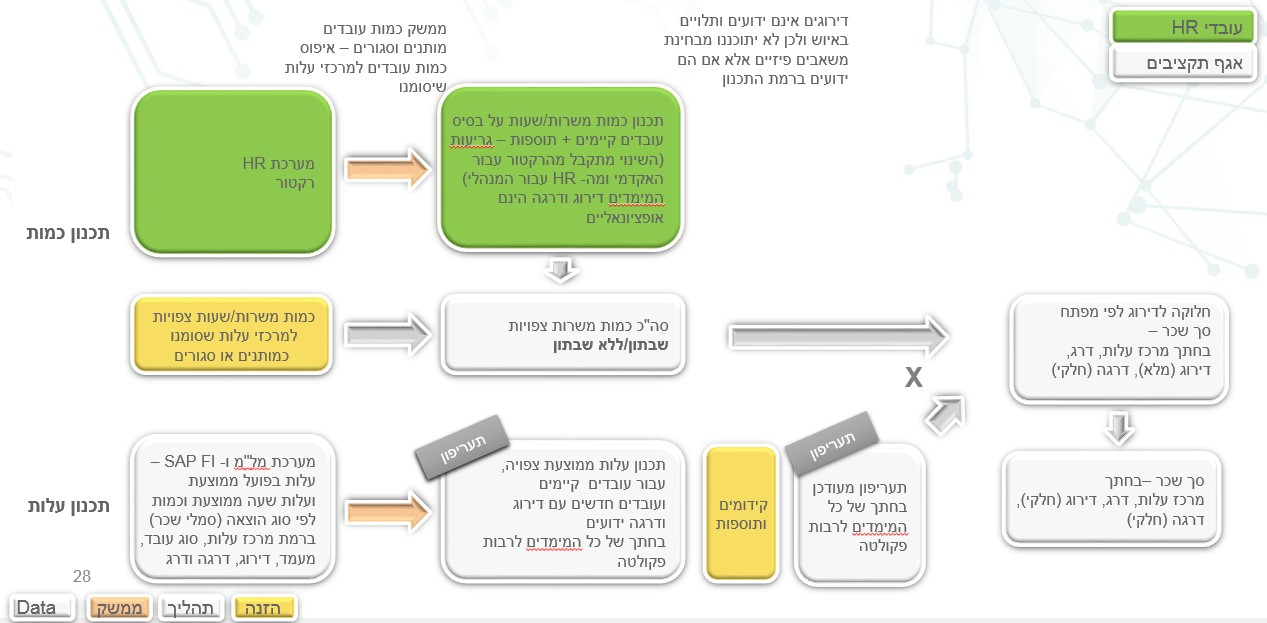 עובדי HR
אגף תקציבים
דירוגים אינם ידועים ותלויים
באיוש ולכן לא יתוכננו מבחינת
משאבים פיזיים אלא אם הם
ידועים ברמת התכנון
ממשק כמות עובדים
מותנים וסגורים – איפוס
כמות עובדים למרכזי עלות
שיסומנו
תכנון כמות
מערכת HR
רקטור
תכנון כמות משרות/שעות על בסיס
עובדים קיימים + תוספות – גריעות
(השינוי מתקבל מהרקטור עבור
האקדמי ומה- HR עבור המנהלי)
המימדים דירוג ודרגה הינם
אופציונאליים
כמות משרות/שעות צפויות
למרכזי עלות שסומנו
כמותנים או סגורים
סה"כ כמות משרות צפויות
שבתון/ללא שבתון
X
חלוקה לדירוג לפי מפתח
סך שכר –
בחתך מרכז עלות, דרג,
דירוג (מלא), דרגה (חלקי)
סך שכר –בחתך
מרכז עלות, דרג, דירוג (חלקי),
דרגה (חלקי)
תכנון עלות
מערכת מל"מ ו- SAP FI –
עלות בפועל ממוצעת
ועלות שעה ממוצעת וכמות
לפי סוג הוצאה (סמלי שכר)
ברמת מרכז עלות, סוג עובד,
מעמד, דירוג, דרגה ודרג
תעריפון
תכנון עלות ממוצעת צפויה,
עבור עובדים קיימים
ועובדים חדשים עם דירוג
ודרגה ידועים
בחתך של כל המימדים לרבות
פקולטה
קידומים
ותוספות
תעריפון
תעריפון מעודכן
בחתך של כל
המימדים לרבות
פקולטה
28
הזנה
תהליך
ממשק
Data